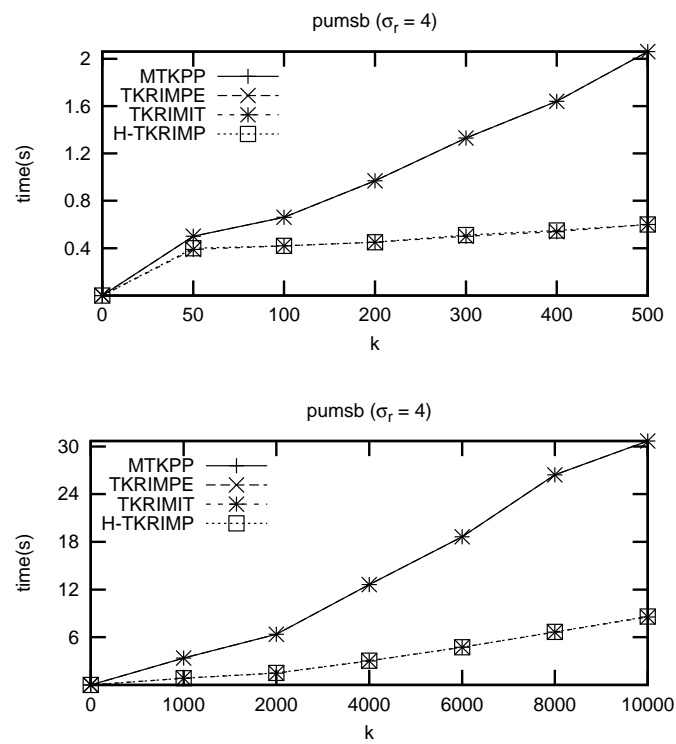 pumsb (σr = 4)
2
1.6
1.2
0.8
0.4
time(s)
MTKPP
TKRIMPE
TKRIMIT
H-TKRIMP
0 50 100 200 300 400 500
k
pumsb (σr = 4)
30
24
18
12
6
time(s)
MTKPP
TKRIMPE
TKRIMIT
H-TKRIMP
0 1000 2000 4000 6000 8000 10000
k